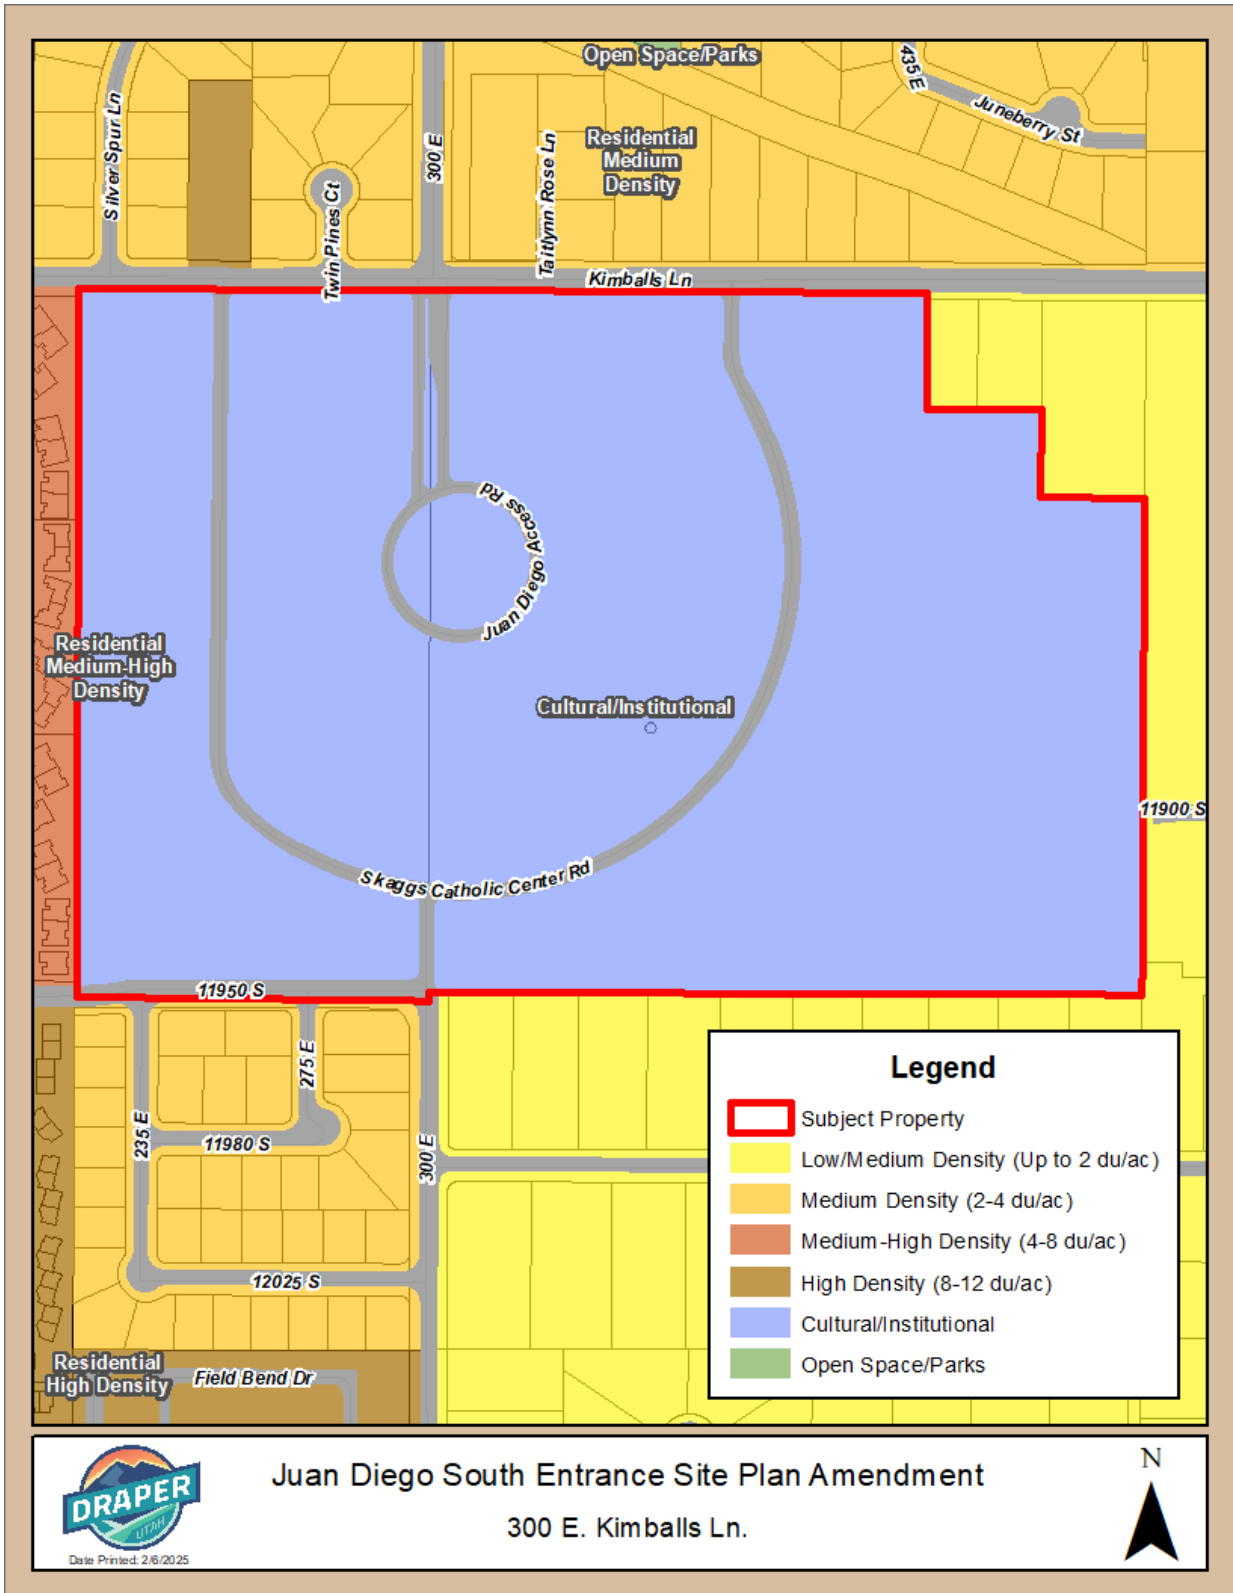 Open Space/Parks
435 E
Juneberry St
Silver Spur Ln
300 E
Taitlynn Rose Ln
Residential
Medium
Density
Twin Pines Ct
Kimballs Ln
Juan Diego Access Rd
Residential
Medium-High
Density
Cultural/Institutional
11900 S
Skaggs Catholic Center Rd
11950 S
275 E
235 E
11980 S
300 E
12025 S
Residential
High Density
Field Bend Dr
Legend
Subject Property
Low/Medium Density (Up to 2 du/ac)
Medium Density (2-4 du/ac)
Medium-High Density (4-8 du/ac)
High Density (8-12 du/ac)
Cultural/Institutional
Open Space/Parks
DRAPER
UTAH
Date Printed: 2/6/2025
Juan Diego South Entrance Site Plan Amendment
300 E. Kimballs Ln.
N